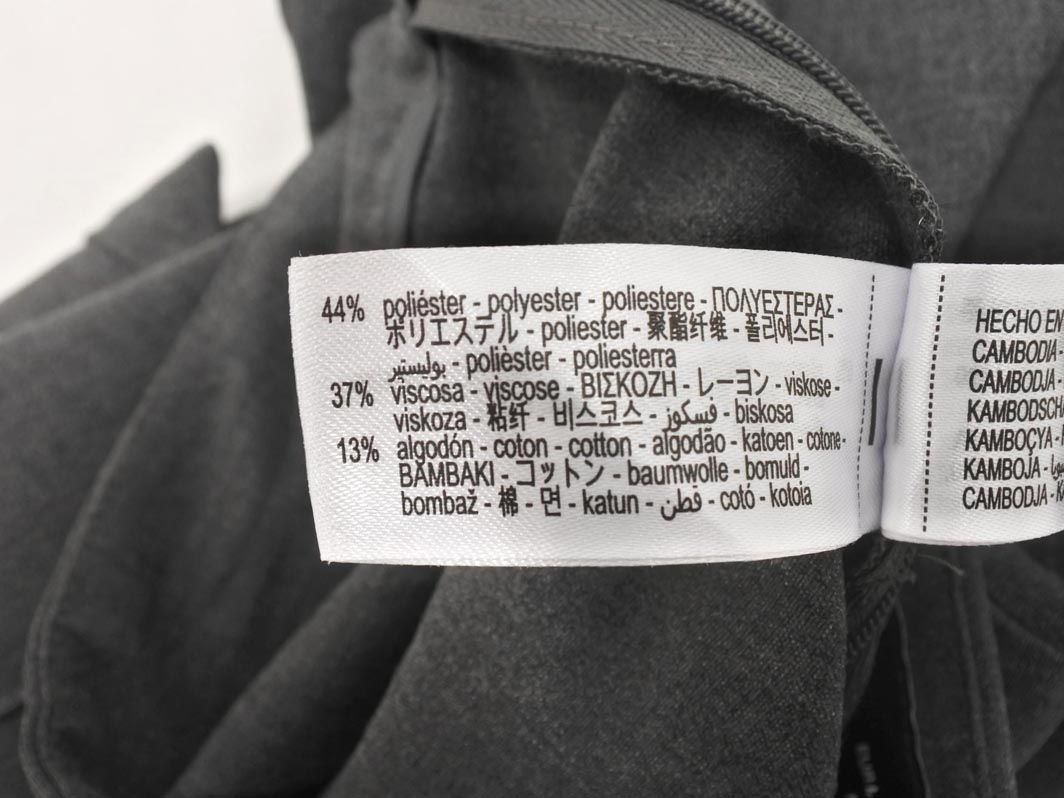 44% poliéster - polyester - poliestere - ΠΟΛΥΕΣΤΕΡΑΣ -
ポリエステル - poliester - 聚酯纤维 - 폴리에스터 -
بوليستير - polièster - poliesterra
37% viscosa - viscose - ΒΙΣΚΟΖΗ - レーヨン - viskose -
viskoza - 粘纤 - 비스코스 - فسكوز - biskosa
13% algodón - coton - cotton - algodão - katoen - cotone -
ΒΑΜΒΑΚΙ - コットン - baumwolle - bomuld -
bombaž - 棉 - 면 - katun - قطن - cotó - kotoia
HECHO EN
CAMBODIA -
CAMBODJA -
KAMBODSCH
KAMBOÇYA -
KAMBOJA -
CAMBODJA -